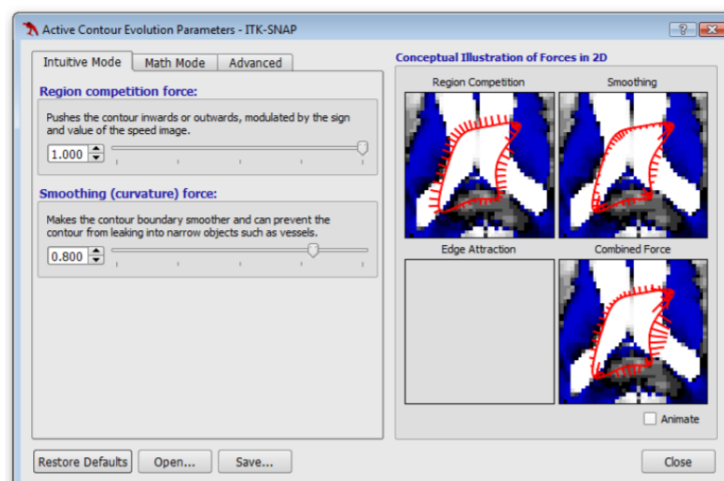 Active Contour Evolution Parameters - ITK-SNAP
Intuitive Mode
Math Mode
Advanced
Region competition force:
Pushes the contour inwards or outwards, modulated by the sign
and value of the speed image.
1.000
Smoothing (curvature) force:
Makes the contour boundary smoother and can prevent the
contour from leaking into narrow objects such as vessels.
0.800
Conceptual Illustration of Forces in 2D
Region Competition
Smoothing
Edge Attraction
Combined Force
Animate
Restore Defaults
Open...
Save...
Close